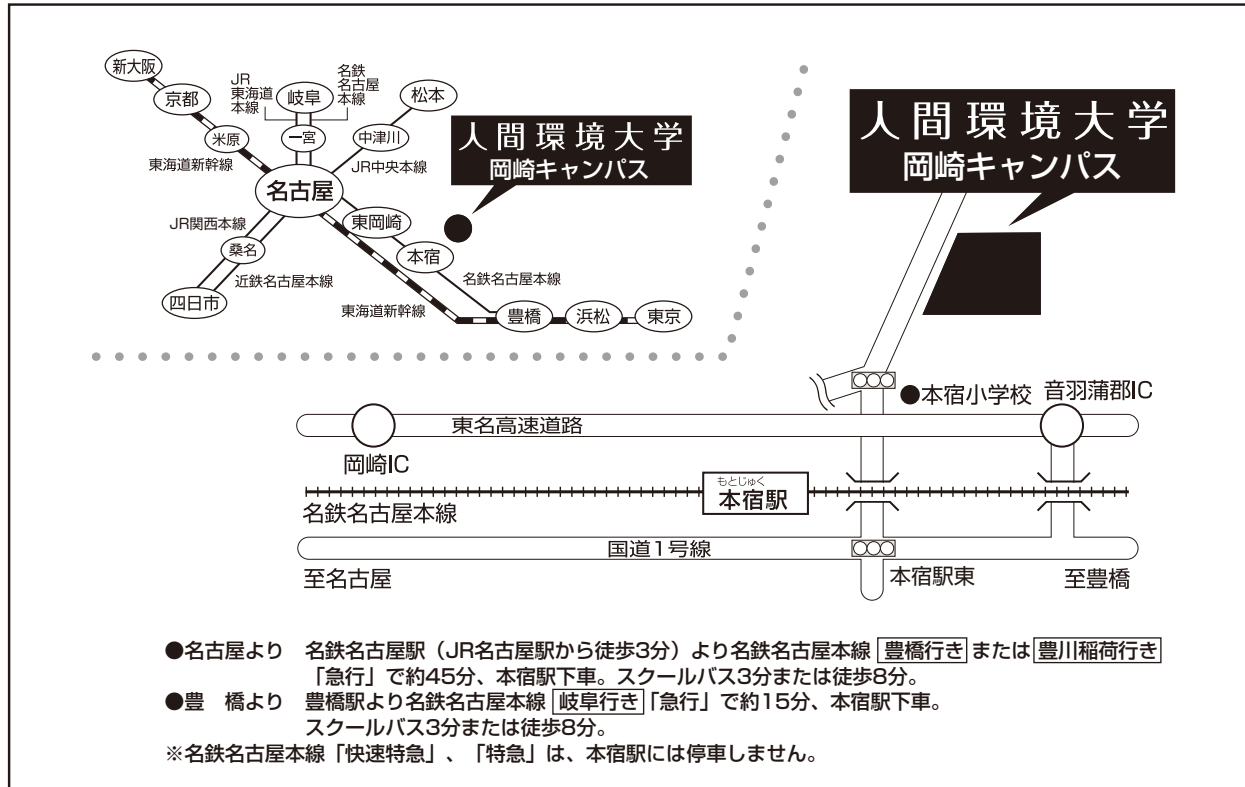 新大阪
京都
米原
東海道新幹線
JR
東海道
本線
岐阜
一宮
名鉄
名古屋
本線
松本
中津川
JR中央本線
名古屋
JR関西本線
桑名
近鉄名古屋本線
四日市
東岡崎
本宿
名鉄名古屋本線
東海道新幹線
豊橋
浜松
東京
人間環境大学
岡崎キャンパス
人間環境大学
岡崎キャンパス
●本宿小学校
音羽蒲郡IC
東名高速道路
岡崎IC
もとじゅく
本宿駅
名鉄名古屋本線
国道1号線
至名古屋
本宿駅東
至豊橋
●名古屋より 名鉄名古屋駅（JR名古屋駅から徒歩3分）より名鉄名古屋本線 豊橋行き または 豊川稲荷行き
「急行」で約45分、本宿駅下車。スクールバス3分または徒歩8分。
●豊　橋より 豊橋駅より名鉄名古屋本線 岐阜行き 「急行」で約15分、本宿駅下車。
スクールバス3分または徒歩8分。
※名鉄名古屋本線「快速特急」、「特急」は、本宿駅には停車しません。